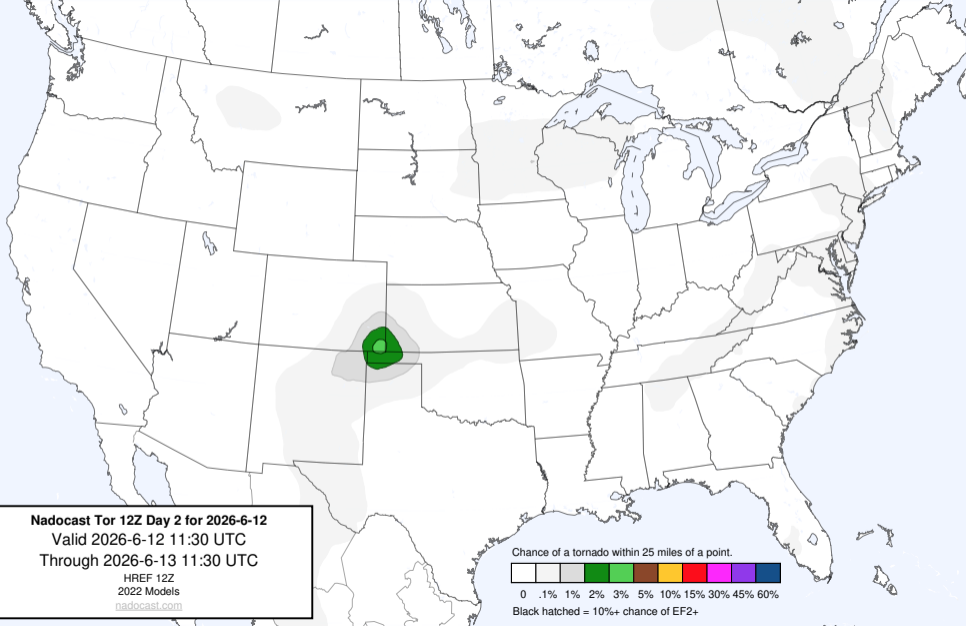 Nadocast Tor 12Z Day 2 for 2026-6-12
Valid 2026-6-12 11:30 UTC
Through 2026-6-13 11:30 UTC
HREF 12Z
2022 Models
nadocast.com
Chance of a tornado within 25 miles of a point.
0 .1% 1% 2% 3% 5% 10% 15% 30% 45% 60%
Black hatched = 10%+ chance of EF2+